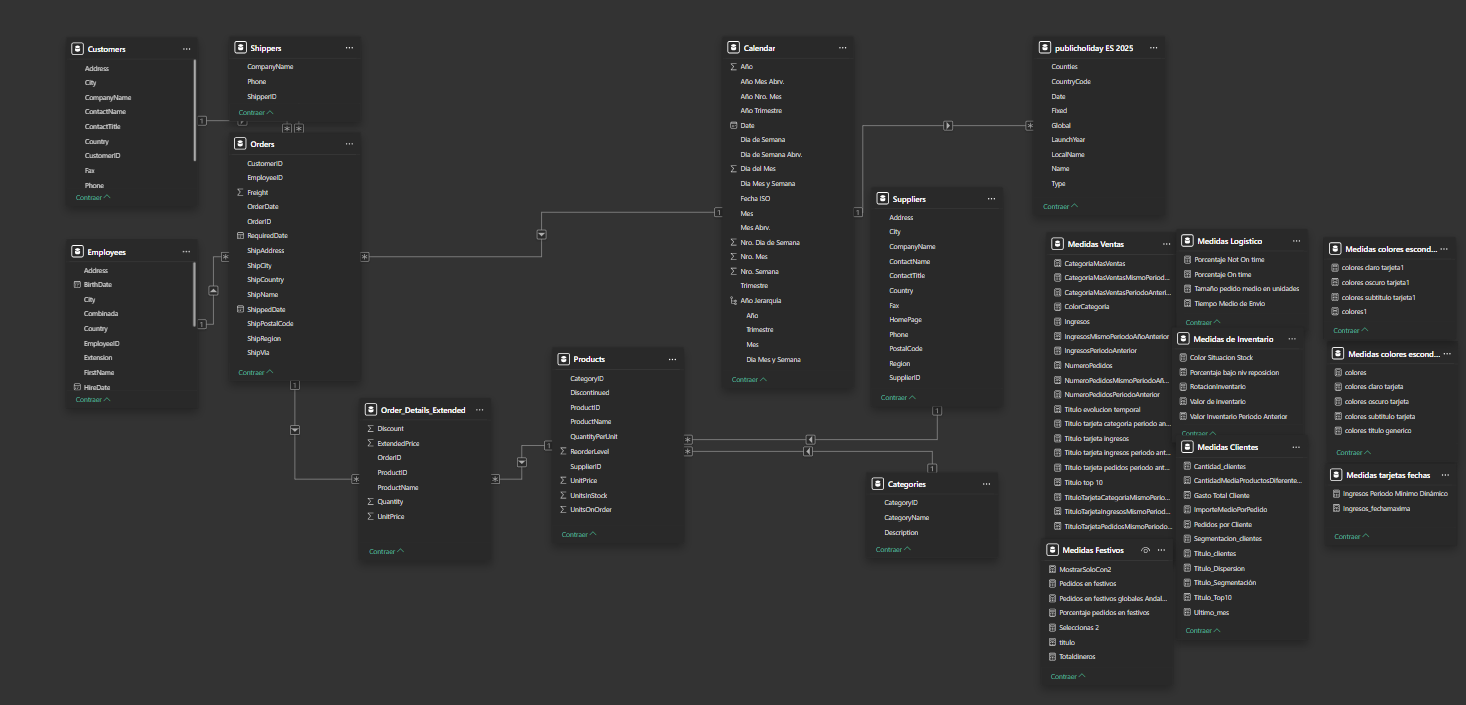 Customers
Address
City
CompanyName
ContactName
ContactTitle
Country
CustomerID
Fax
Phone
Contraer
Shippers
CompanyName
Phone
ShipperID
Contraer
Orders
CustomerID
EmployeeID
Freight
OrderDate
OrderID
RequiredDate
ShipAddress
ShipCity
ShipCountry
ShipName
ShippedDate
ShipPostalCode
ShipRegion
ShipVia
Contraer
Employees
Address
BirthDate
City
Combinada
Country
EmployeeID
Extension
FirstName
HireDate
Contraer
Order_Details_Extended
Discount
ExtendedPrice
OrderID
ProductID
ProductName
Quantity
UnitPrice
Contraer
Products
CategoryID
Discontinued
ProductID
ProductName
QuantityPerUnit
ReorderLevel
SupplierID
UnitPrice
UnitsInStock
UnitsOnOrder
Contraer
Calendar
Año
Año Mes Abrv.
Año Nro. Mes
Año Trimestre
Date
Dia de Semana
Dia de Semana Abrv.
Dia del Mes
Dia Mes y Semana
Fecha ISO
Mes
Mes Abrv.
Nro. Dia de Semana
Nro. Mes
Nro. Semana
Trimestre
Año Jerarquia
Año
Trimestre
Mes
Dia Mes y Semana
Contraer
Suppliers
Address
City
CompanyName
ContactName
ContactTitle
Country
Fax
HomePage
Phone
PostalCode
Region
SupplierID
Contraer
Categories
CategoryID
CategoryName
Description
Contraer
publicholiday ES 2025
Counties
CountryCode
Date
Fixed
Global
LaunchYear
LocalName
Name
Type
Contraer
Medidas Ventas
CategoriaMasVentas
CategoriaMasVentasMismoPeriod...
CategoriaMasVentasPeriodoAnteri...
ColorCategoria
Ingresos
IngresosMismoPeriodoAñoAnterior
IngresosPeriodoAnterior
NumeroPedidos
NumeroPedidosMismoPeriodoAñ...
NumeroPedidosPeriodoAnterior
Titulo evolucion temporal
Titulo tarjeta categoria periodo an...
Titulo tarjeta ingresos
Titulo tarjeta ingresos periodo ant...
Titulo tarjeta pedidos periodo ant...
Titulo top 10
TituloTarjetaCategoriaMismoPerio...
TituloTarjetaIngresosMismoPeriod...
TituloTarjetaPedidosMismoPeriodo...
Medidas Festivos
MostrarSoloCon2
Pedidos en festivos
Pedidos en festivos globales Andal...
Porcentaje pedidos en festivos
Seleccionas 2
titulo
Totaldineros
Contraer
Medidas Logistico
Porcentaje Not On time
Porcentaje On time
Tamaño pedido medio en unidades
Tiempo Medio de Envio
Contraer
Medidas de Inventario
Color Situacion Stock
Porcentaje bajo niv reposicion
RotacionInventario
Valor de inventario
Valor Inventario Periodo Anterior
Contraer
Medidas Clientes
Cantidad_clientes
CantidadMediaProductosDiferente...
Gasto Total Cliente
ImporteMedioPorPedido
Pedidos por Cliente
Segmentacion_clientes
Titulo_clientes
Titulo_Dispersion
Titulo_Segmentación
Titulo_Top10
Ultimo_mes
Contraer
Medidas colores escond...
colores claro tarjeta1
colores oscuro tarjeta1
colores subtitulo tarjeta1
colores1
Contraer
Medidas colores escond...
colores
colores claro tarjeta
colores oscuro tarjeta
colores subtitulo tarjeta
colores titulo generico
Contraer
Medidas tarjetas fechas
Ingresos Periodo Minimo Dinámico
Ingresos_fechamaxima
Contraer